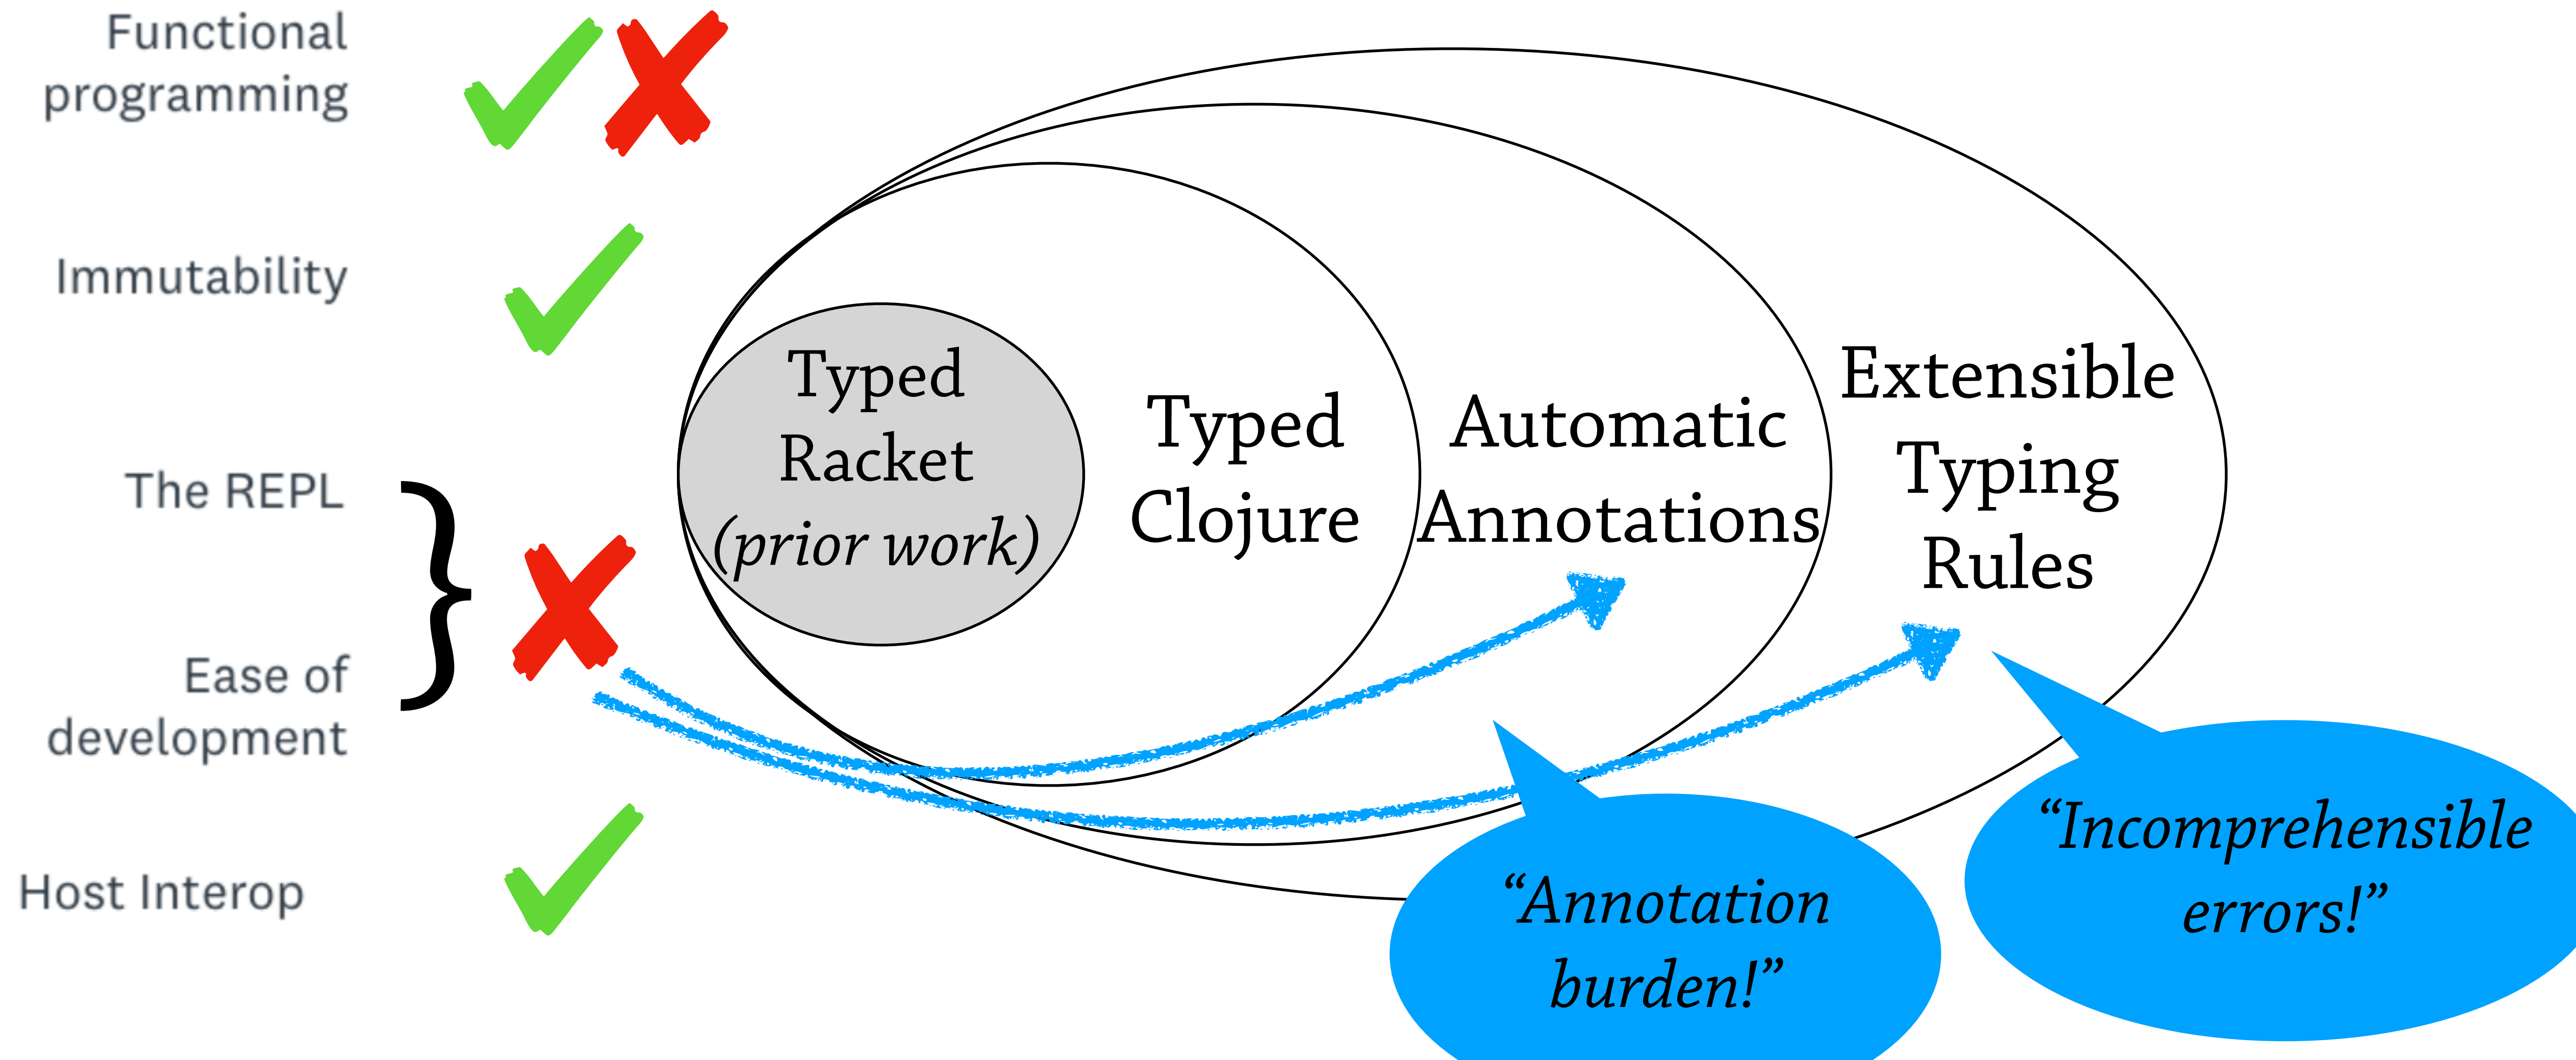 Functional
programming
Immutability
The REPL
Ease of
development
Host Interop
}
Typed
Racket
(prior work)
Typed
Clojure
Automatic
Annotations
Extensible
Typing
Rules
“Annotation
burden!”
“Incomprehensible
errors!”